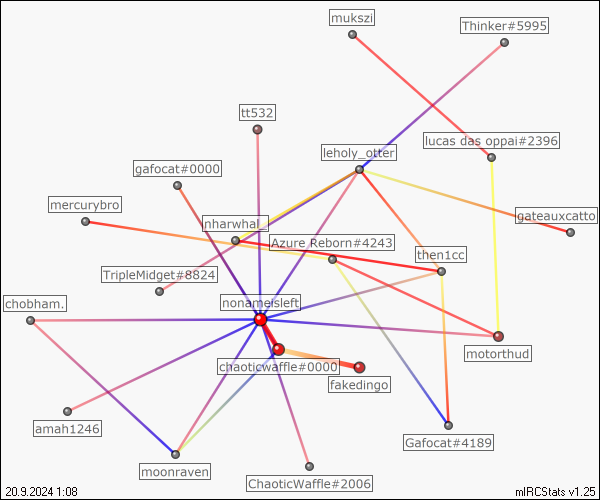 mukszi
Thinker#5995
tt532
lucas das oppai#2396
leholy_otter
gafocat#0000
mercurybro
nharwhal_
gateauxcatto
Azure Reborn#4243
then1cc
TripleMidget#8824
nonameisleft
chobham.
motorthud
chaoticwaffle#0000
fakedingo
amah1246
Gafocat#4189
moonraven
ChaoticWaffle#2006
20.9.2024 1:08
mIRCStats v1.25